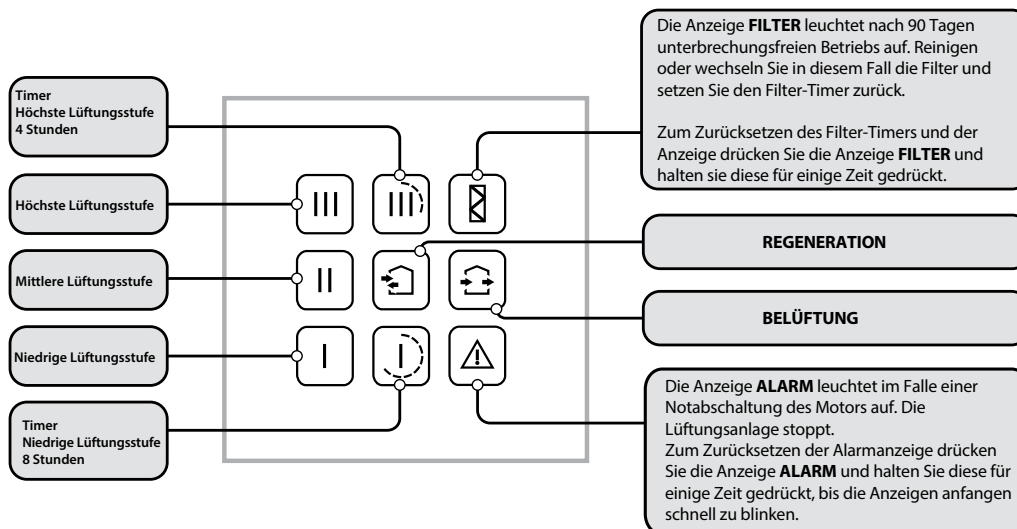 Timer
Höchste Lüftungsstufe
4 Stunden
Höchste Lüftungsstufe
Mittlere Lüftungsstufe
Niedrige Lüftungsstufe
Timer
Niedrige Lüftungsstufe
8 Stunden
III
III
II
I
I
Die Anzeige FILTER leuchtet nach 90 Tagen
unterbrechungsfreien Betriebs auf. Reinigen
oder wechseln Sie in diesem Fall die Filter und
setzen Sie den Filter-Timer zurück.
Zum Zurücksetzen des Filter-Timers und der
Anzeige drücken Sie die Anzeige FILTER und
halten sie diese für einige Zeit gedrückt.
REGENERATION
BELÜFTUNG
Die Anzeige ALARM leuchtet im Falle einer
Notabschaltung des Motors auf. Die
Lüftungsanlage stoppt.
Zum Zurücksetzen der Alarmanzeige drücken
Sie die Anzeige ALARM und halten Sie diese für
einige Zeit gedrückt, bis die Anzeigen anfangen
schnell zu blinken.